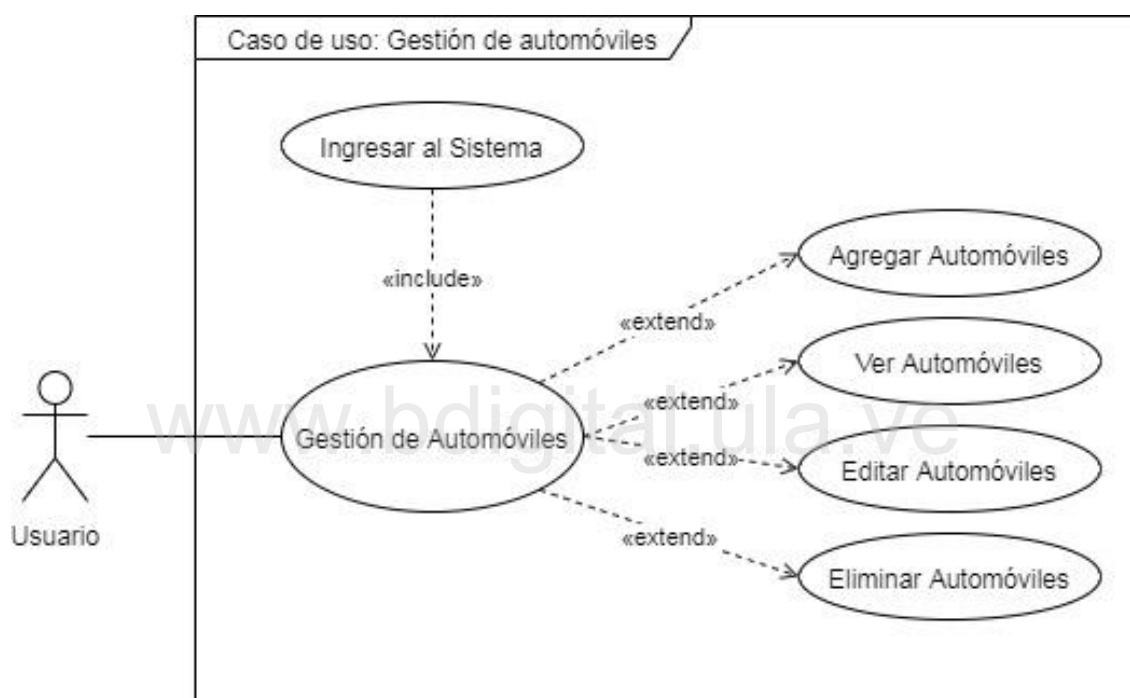 Caso de uso: Gestión de automóviles
Ingresar al Sistema
«include»
Agregar Automóviles
«extend»
Ver Automóviles
«extend»
www.bdigital.ula.ve
Gestión de Automóviles
«extend»
Editar Automóviles
Usuario
«extend»
Eliminar Automóviles